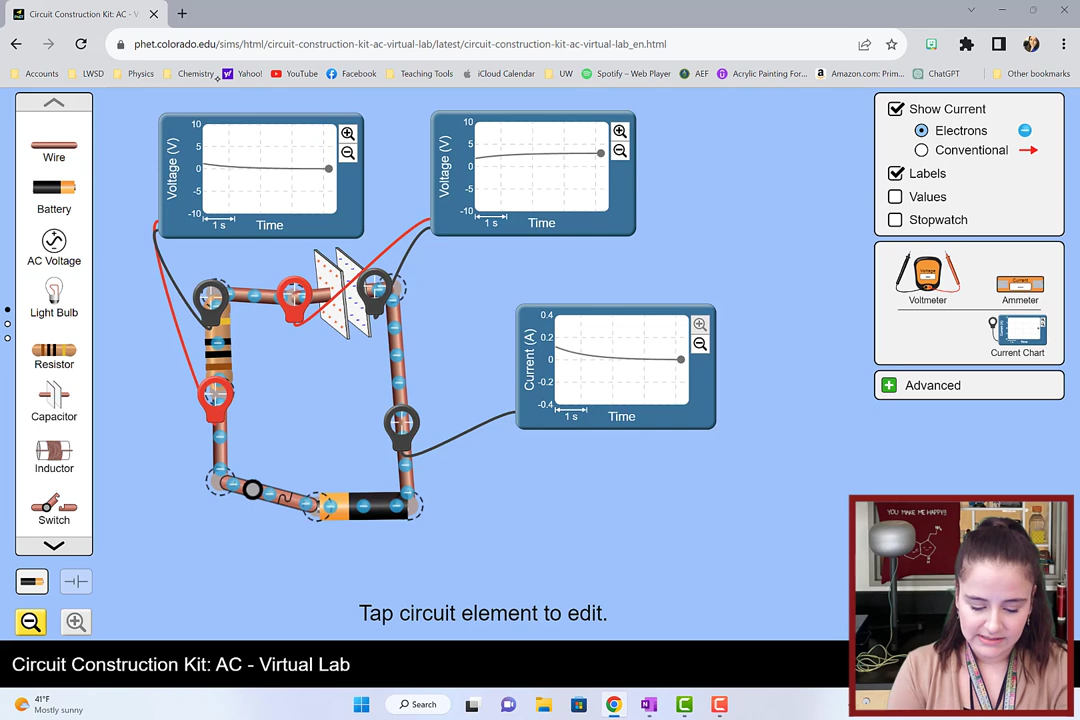 Circuit Construction Kit: AC - V
phet.colorado.edu/sims/html/circuit-construction-kit-ac-virtual-lab/latest/circuit-construction-kit-ac-virtual-lab_en.html
Accounts LWSD Physics Chemistry Yahoo! YouTube Facebook Teaching Tools iCloud Calendar UW Spotify – Web Player AEF Acrylic Painting For... Amazon.com: Prim... ChatGPT Other bookmarks
Wire
Battery
AC Voltage
Light Bulb
Resistor
Capacitor
Inductor
Switch
Voltage (V)
10
5
0
-5
-10
1 s
Time
Voltage (V)
10
5
0
-5
-10
1 s
Time
Current (A)
0.4
0.2
0
-0.2
-0.4
1 s
Time
Show Current
Electrons
Conventional
Labels
Values
Stopwatch
Voltage
Voltmeter
Current
Ammeter
Current Chart
Advanced
Tap circuit element to edit.
YOU MAKE ME HAPPY!
Circuit Construction Kit: AC - Virtual Lab
41°F
Mostly sunny
Search